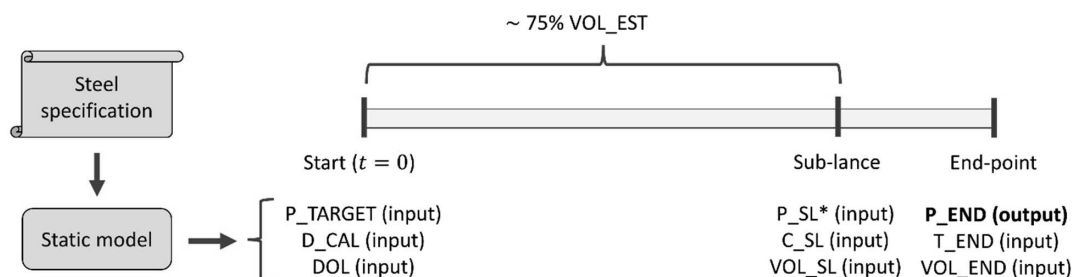 ~ 75% VOL_EST
Steel
specification
Start (t = 0)
Sub-lance
End-point
Static model
P_TARGET (input)
D_CAL (input)
DOL (input)
P_SL* (input)
C_SL (input)
VOL_SL (input)
P_END (output)
T_END (input)
VOL_END (input)